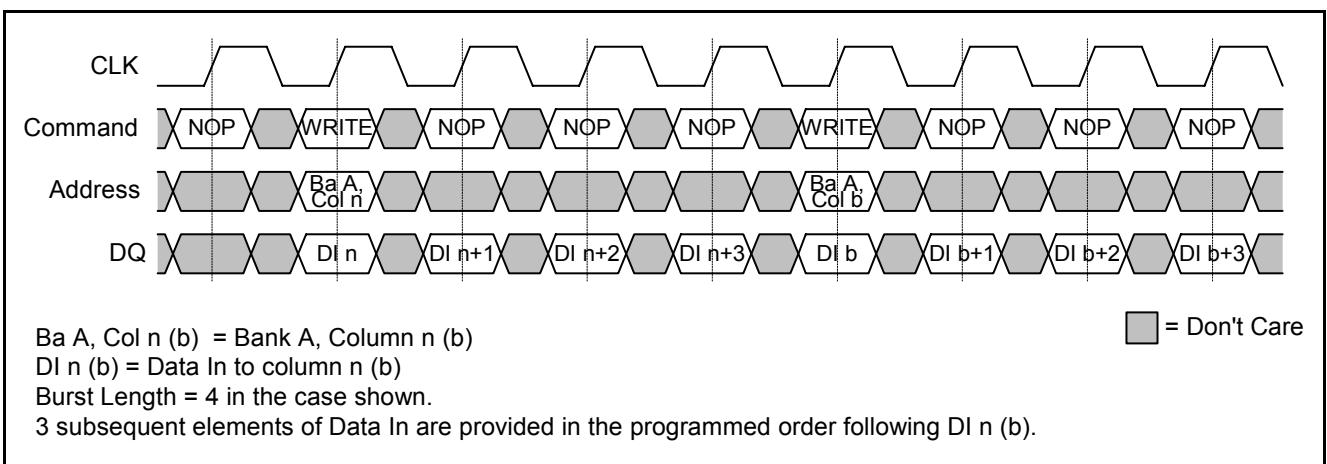 CLK
Command NOP WRITE NOP NOP NOP WRITE NOP NOP NOP
Address Ba A, Col n Ba A, Col b
DQ DI n DI n+1 DI n+2 DI n+3 DI b DI b+1 DI b+2 DI b+3
= Don't Care
Ba A, Col n (b) = Bank A, Column n (b)
DI n (b) = Data In to column n (b)
Burst Length = 4 in the case shown.
3 subsequent elements of Data In are provided in the programmed order following DI n (b).